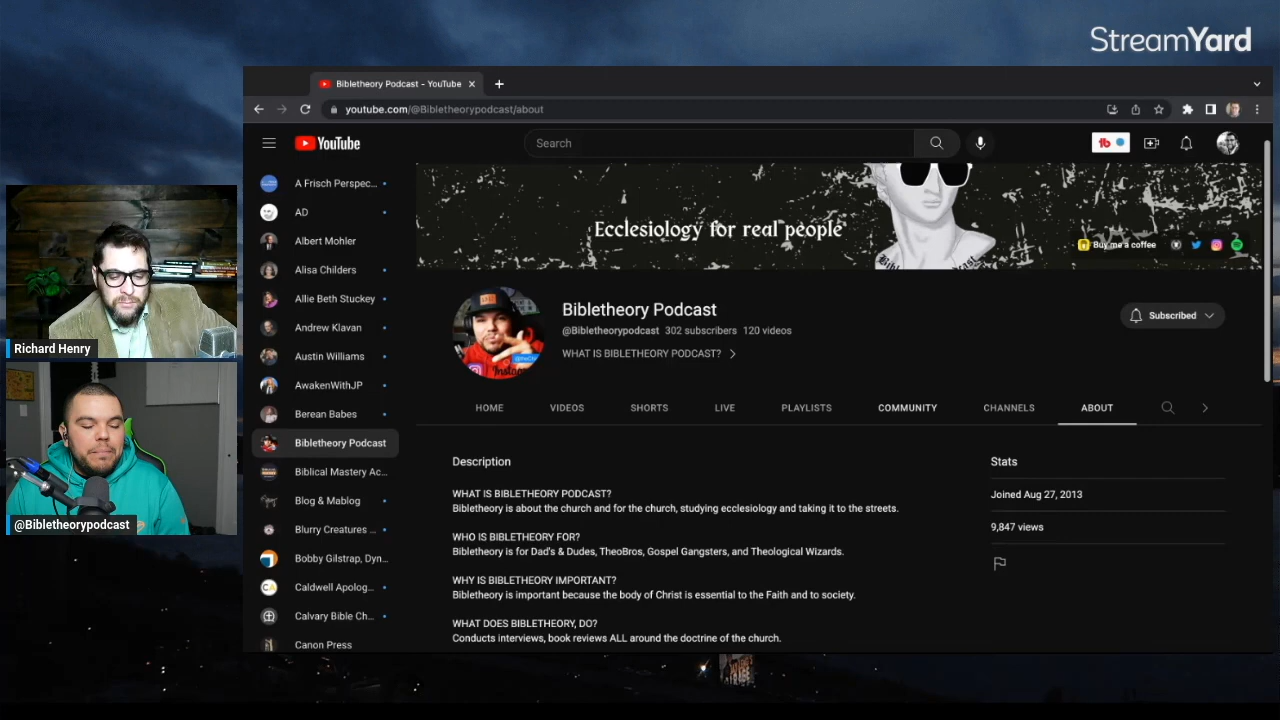 StreamYard
Bibletheory Podcast - YouTube
youtube.com/@Bibletheorypodcast/about
YouTube
Search
tb
A Frisch Perspec...
AD
Albert Mohler
Alisa Childers
Allie Beth Stuckey
Andrew Klavan
Austin Williams
AwakenWithJP
Berean Babes
Bibletheory Podcast
Biblical Mastery Ac...
Blog & Mablog
Blurry Creatures ...
Bobby Gilstrap, Dyn...
Caldwell Apolog...
Calvary Bible Ch...
Canon Press
Ecclesiology for real people
Buy me a coffee
Bibletheory Podcast
@Bibletheorypodcast 302 subscribers 120 videos
WHAT IS BIBLETHEORY PODCAST?
Subscribed
HOME VIDEOS SHORTS LIVE PLAYLISTS COMMUNITY CHANNELS ABOUT
Description
WHAT IS BIBLETHEORY PODCAST?
Bibletheory is about the church and for the church, studying ecclesiology and taking it to the streets.
WHO IS BIBLETHEORY FOR?
Bibletheory is for Dad's & Dudes, TheoBros, Gospel Gangsters, and Theological Wizards.
WHY IS BIBLETHEORY IMPORTANT?
Bibletheory is important because the body of Christ is essential to the Faith and to society.
WHAT DOES BIBLETHEORY, DO?
Conducts interviews, book reviews ALL around the doctrine of the church.
Stats
Joined Aug 27, 2013
9,847 views
Richard Henry
@Bibletheorypodcast